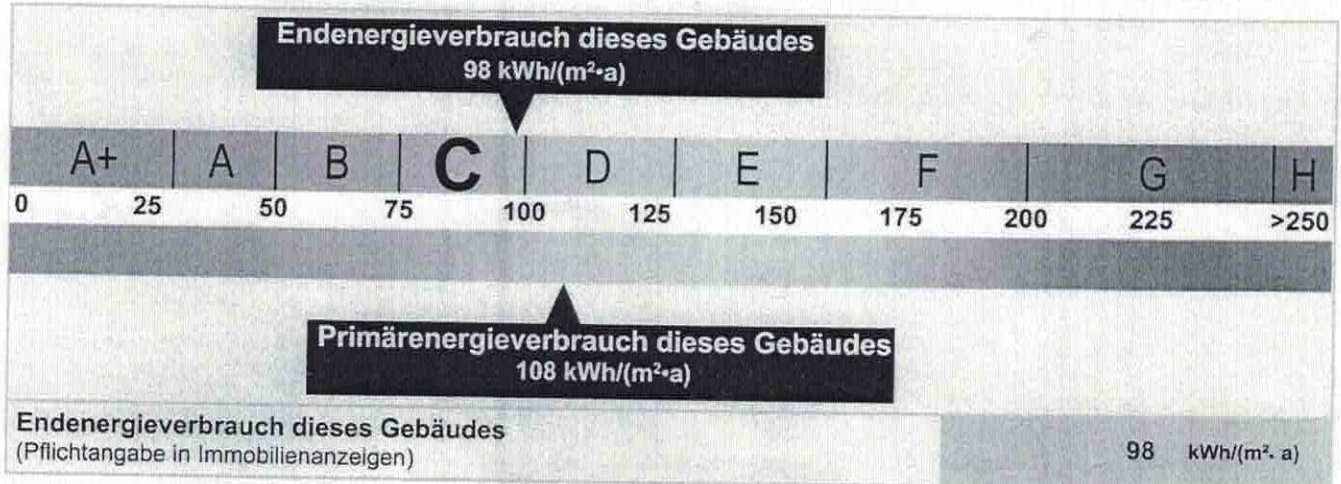 Endenergieverbrauch dieses Gebäudes
98 kWh/(m²•a)
A+ A B C D E F G H
0 25 50 75 100 125 150 175 200 225 >250
Primärenergieverbrauch dieses Gebäudes
108 kWh/(m²•a)
Endenergieverbrauch dieses Gebäudes
(Pflichtangabe in Immobilienanzeigen)
98 kWh/(m²· a)